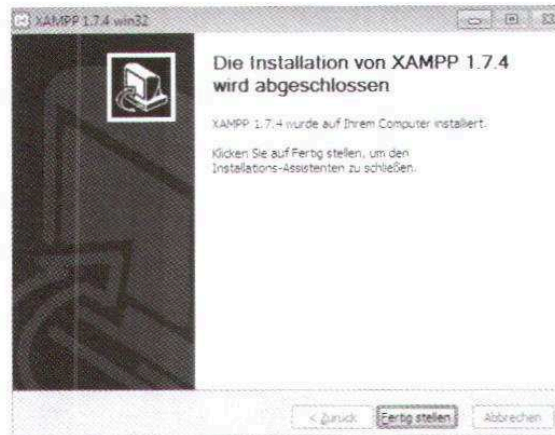 XAMPP 1.7.4 win32
Die Installation von XAMPP 1.7.4
wird abgeschlossen
XAMPP 1.7.4 wurde auf Ihrem Computer installiert.
Klicken Sie auf Fertig stellen, um den
Installations-Assistenten zu schließen.
< Zurück
Fertig stellen
Abbrechen